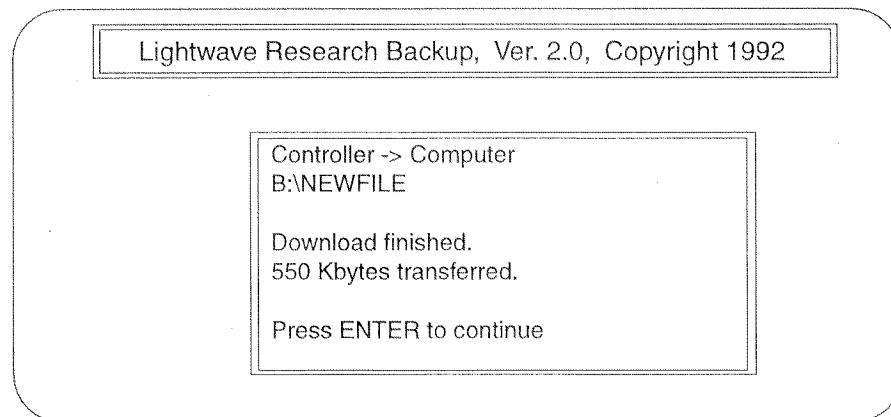 Lightwave Research Backup, Ver. 2.0, Copyright 1992
Controller -> Computer
B:\NEWFILE
Download finished.
550 Kbytes transferred.
Press ENTER to continue